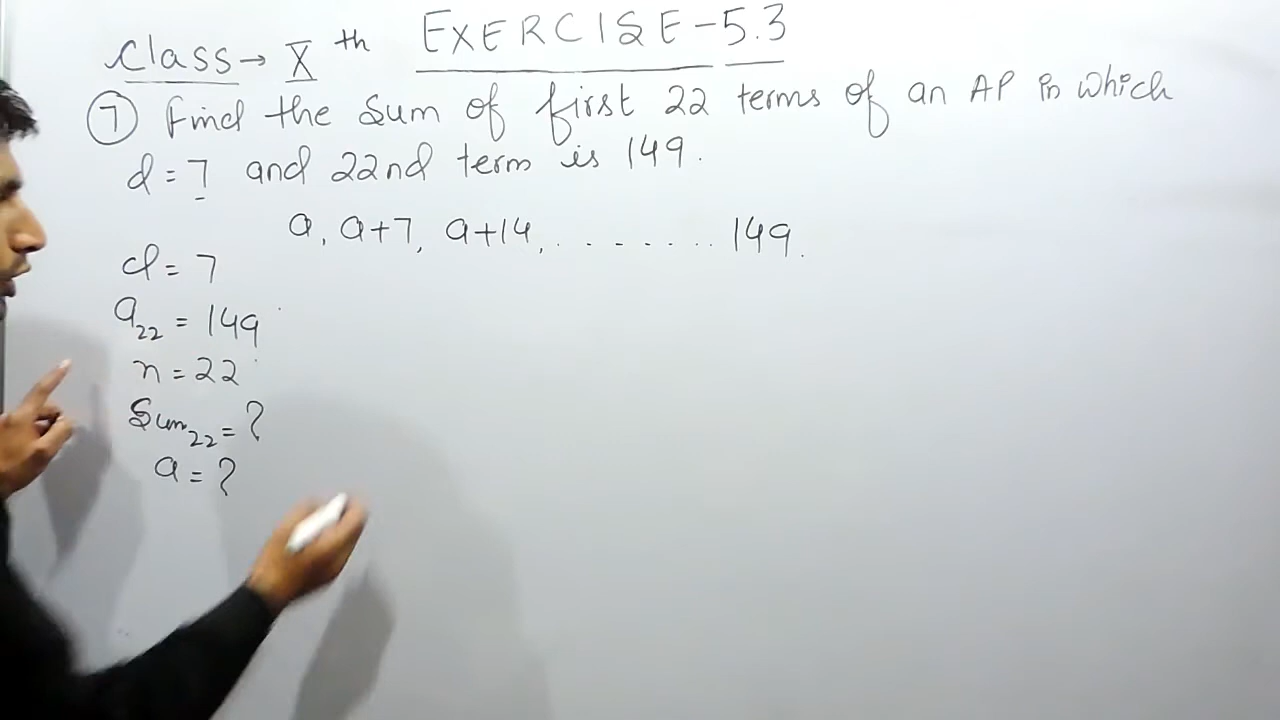 Class → X th EXERCISE-5.3
7 Find the Sum of first 22 terms of an AP in which
d = 7 and 22nd term is 149.
a, a+7, a+14, ....... 149.
d = 7
a22 = 149
n = 22
Sum22 = ?
a = ?